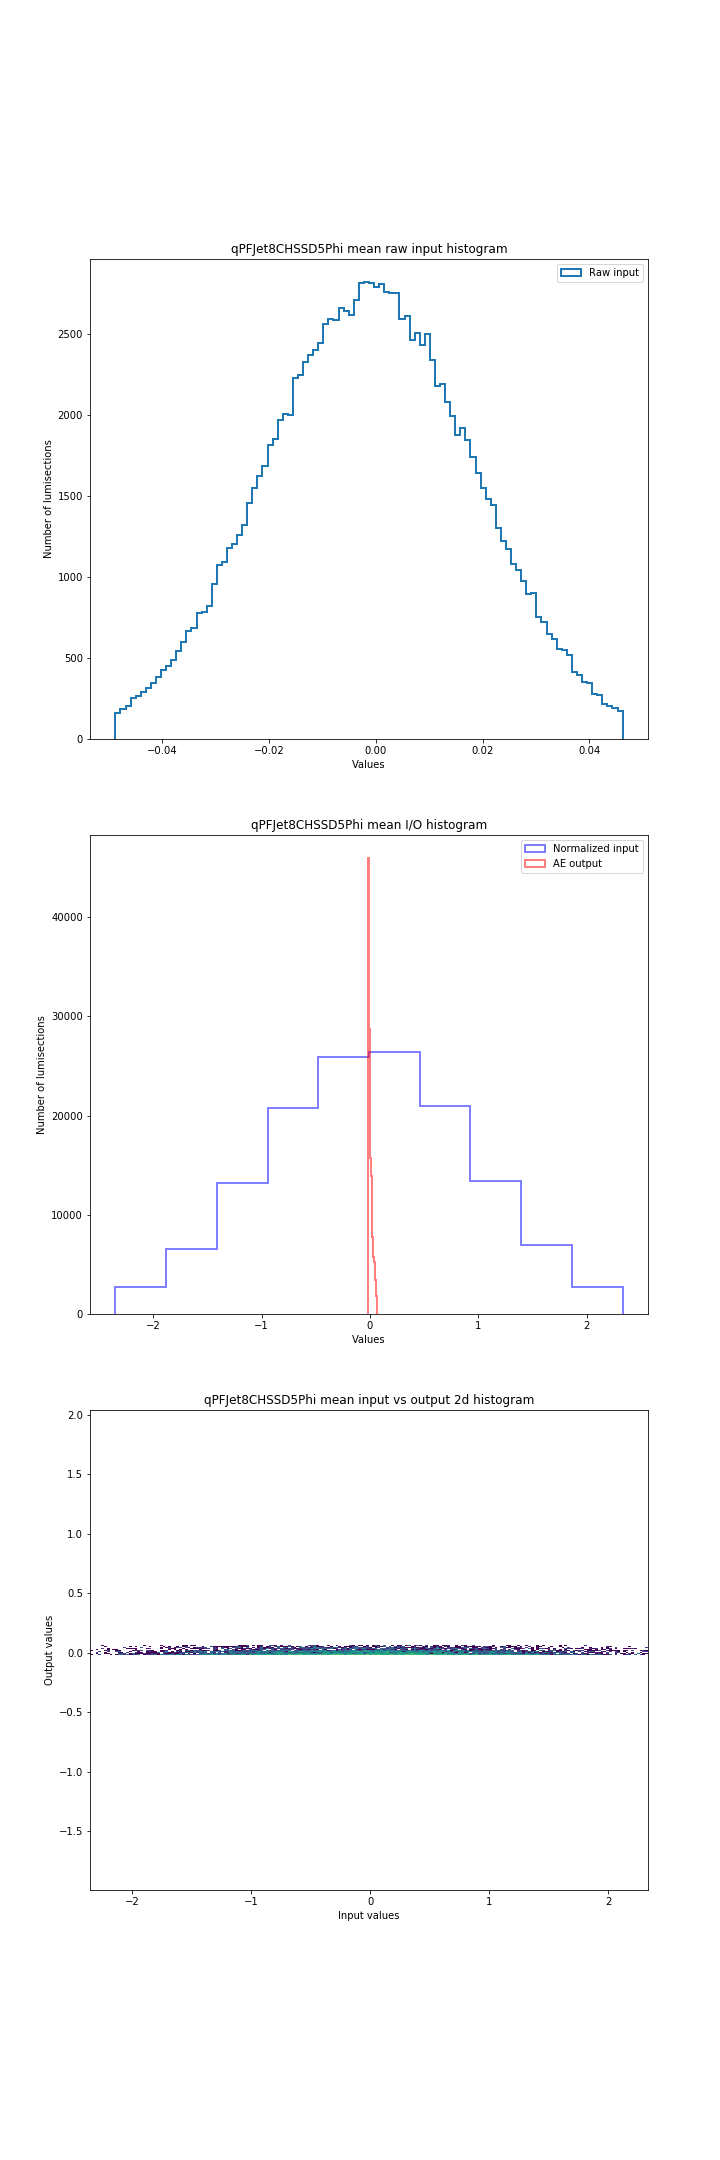 qPFJet8CHSSD5Phi mean raw input histogram
Raw input
2500
2000
1500
1000
500
0
Number of lumisections
−0.04 −0.02 0.00 0.02 0.04
Values
qPFJet8CHSSD5Phi mean I/O histogram
Normalized input
AE output
40000
30000
20000
10000
0
Number of lumisections
−2 −1 0 1 2
Values
qPFJet8CHSSD5Phi mean input vs output 2d histogram
2.0
1.5
1.0
0.5
0.0
−0.5
−1.0
−1.5
Output values
−2 −1 0 1 2
Input values